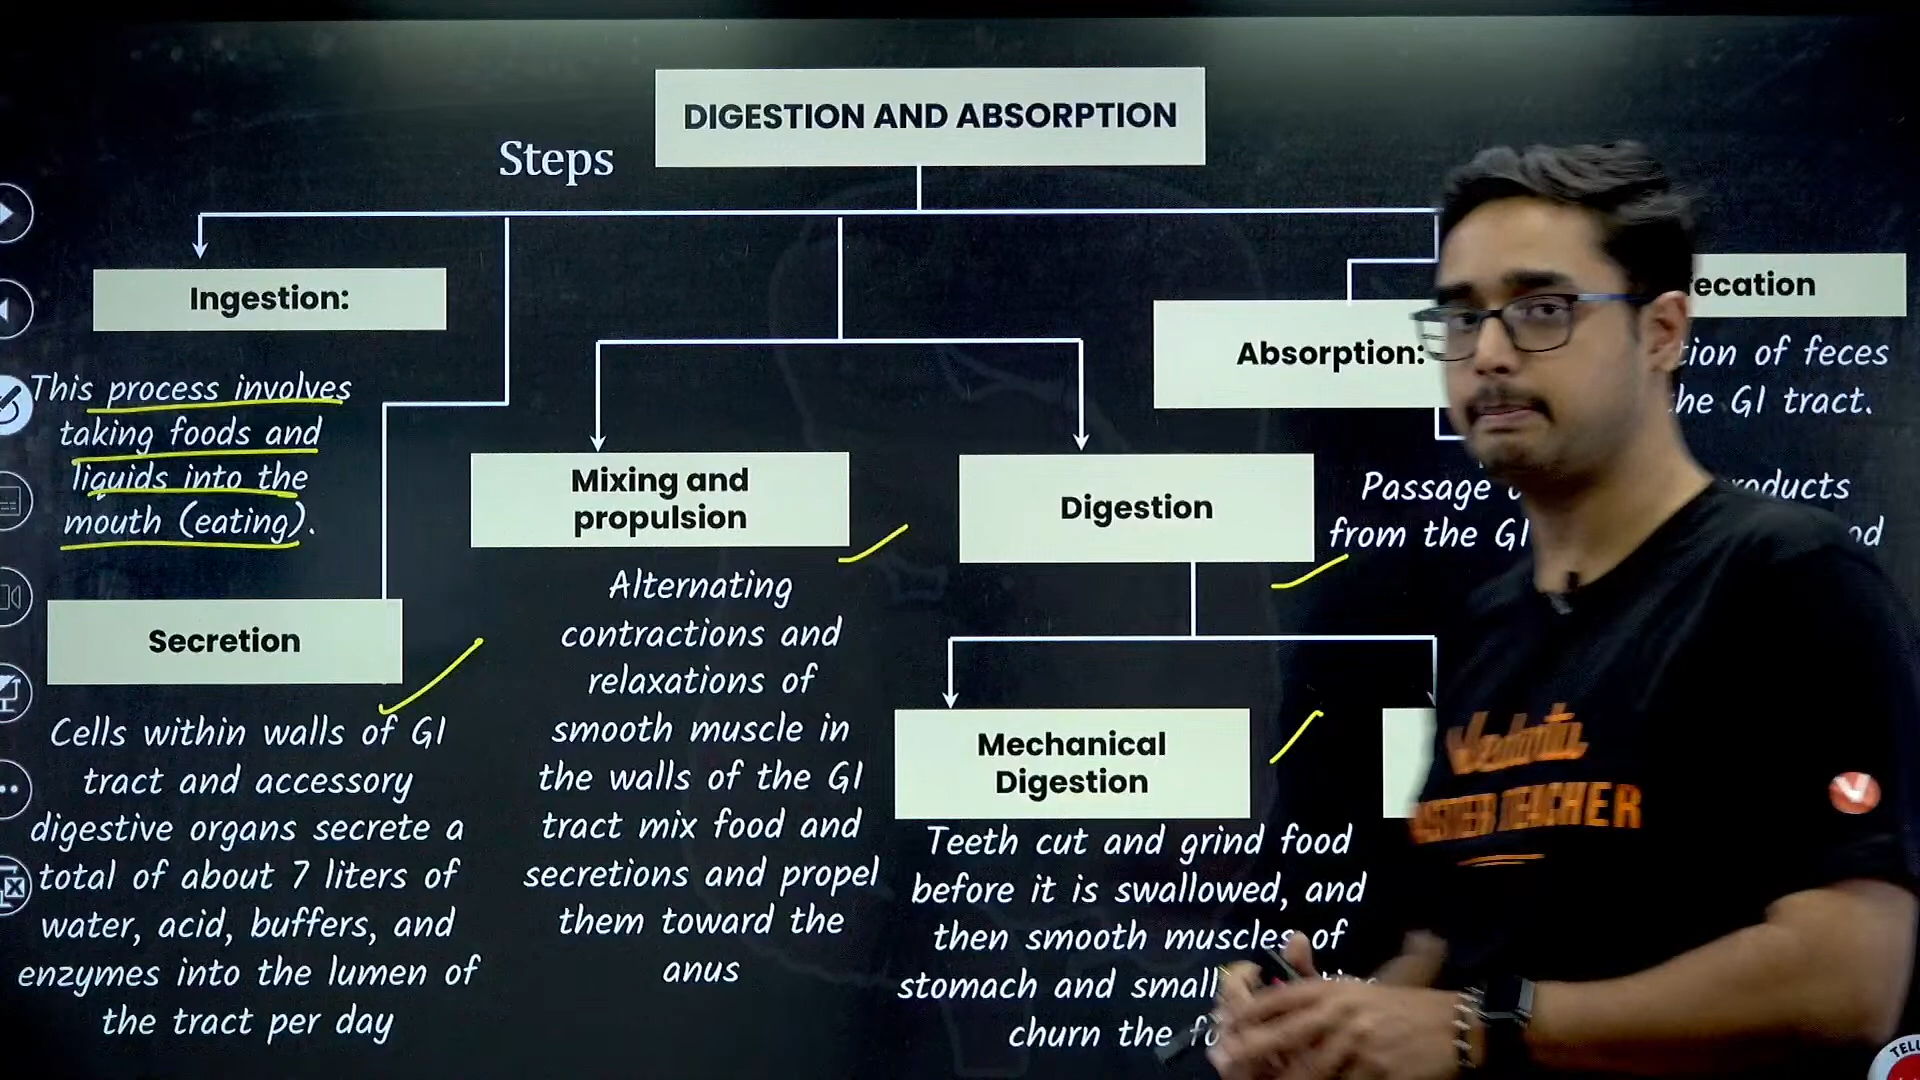 DIGESTION AND ABSORPTION
Steps
Ingestion:
This process involves
taking foods and
liquids into the
mouth (eating).
Secretion
Cells within walls of GI
tract and accessory
digestive organs secrete a
total of about 7 liters of
water, acid, buffers, and
enzymes into the lumen of
the tract per day
Mixing and
propulsion
Alternating
contractions and
relaxations of
smooth muscle in
the walls of the GI
tract mix food and
secretions and propel
them toward the
anus
Digestion
Mechanical
Digestion
Teeth cut and grind food
before it is swallowed, and
then smooth muscles of
stomach and small
churn the
Absorption:
Passage
from the GI
of feces
GI tract.
Vedantu
MASTER TEACHER
V